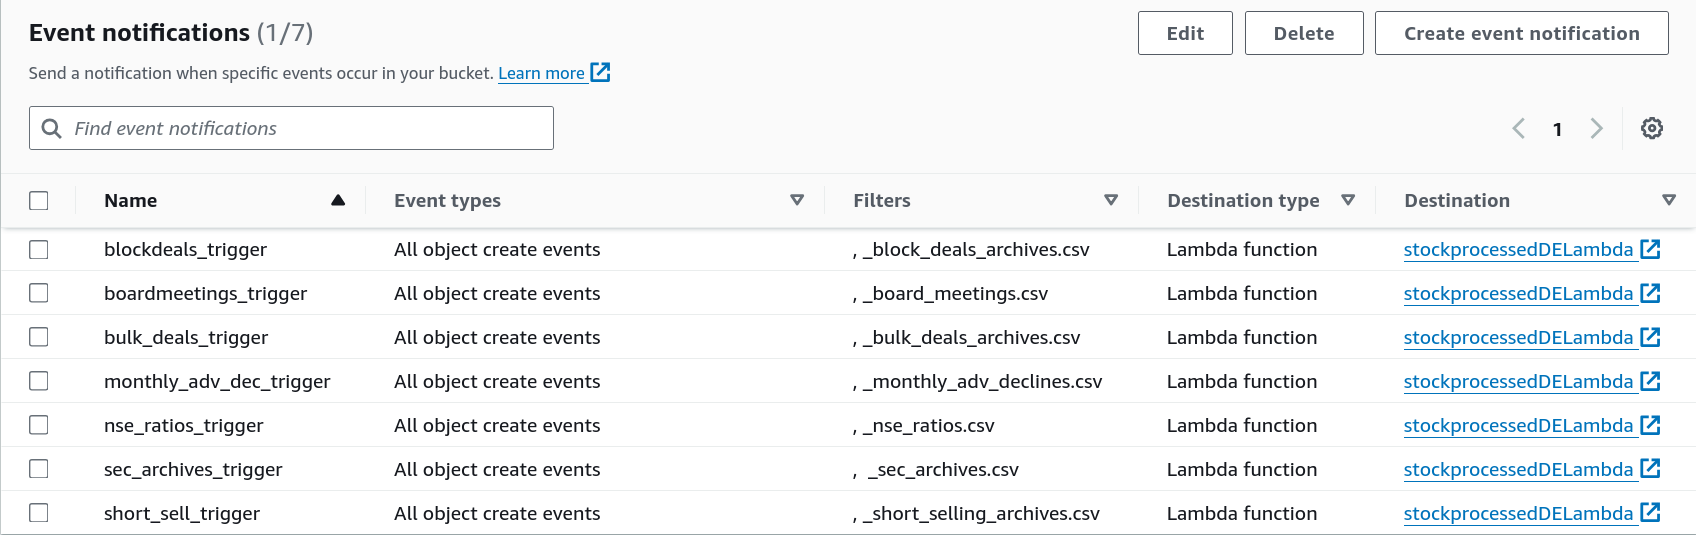 Event notifications (1/7)
Edit
Delete
Create event notification
Send a notification when specific events occur in your bucket. Learn more
Find event notifications
1
Name Event types Filters Destination type Destination
blockdeals_trigger All object create events , _block_deals_archives.csv Lambda function stockprocessedDELambda
boardmeetings_trigger All object create events , _board_meetings.csv Lambda function stockprocessedDELambda
bulk_deals_trigger All object create events , _bulk_deals_archives.csv Lambda function stockprocessedDELambda
monthly_adv_dec_trigger All object create events , _monthly_adv_declines.csv Lambda function stockprocessedDELambda
nse_ratios_trigger All object create events , _nse_ratios.csv Lambda function stockprocessedDELambda
sec_archives_trigger All object create events ,  _sec_archives.csv Lambda function stockprocessedDELambda
short_sell_trigger All object create events , _short_selling_archives.csv Lambda function stockprocessedDELambda